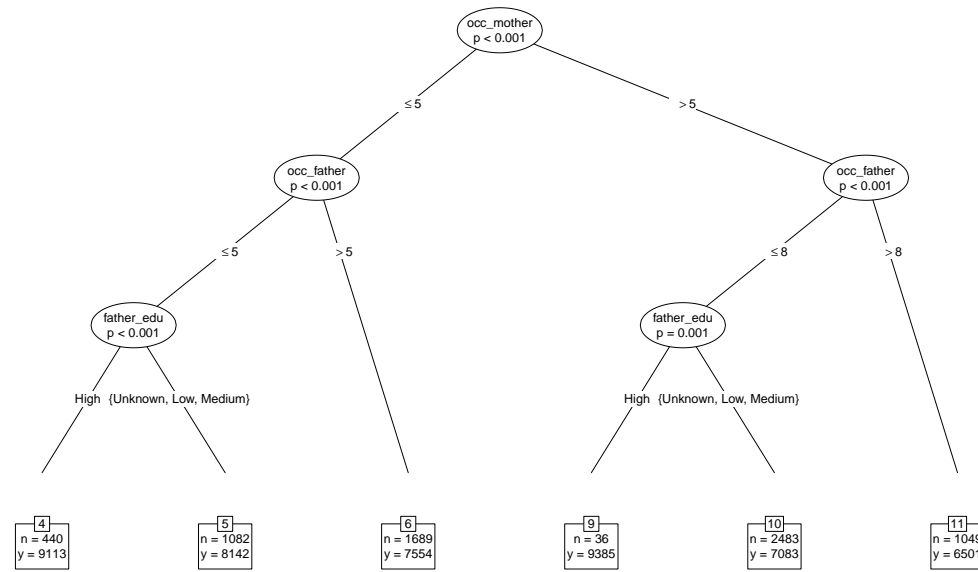 occ_mother
p < 0.001
≤ 5
> 5
occ_father
p < 0.001
occ_father
p < 0.001
≤ 5
> 5
≤ 8
> 8
father_edu
p < 0.001
father_edu
p = 0.001
High {Unknown, Low, Medium}
High {Unknown, Low, Medium}
4
n = 440
y = 9113
5
n = 1082
y = 8142
6
n = 1689
y = 7554
9
n = 36
y = 9385
10
n = 2483
y = 7083
11
n = 1049
y = 6501